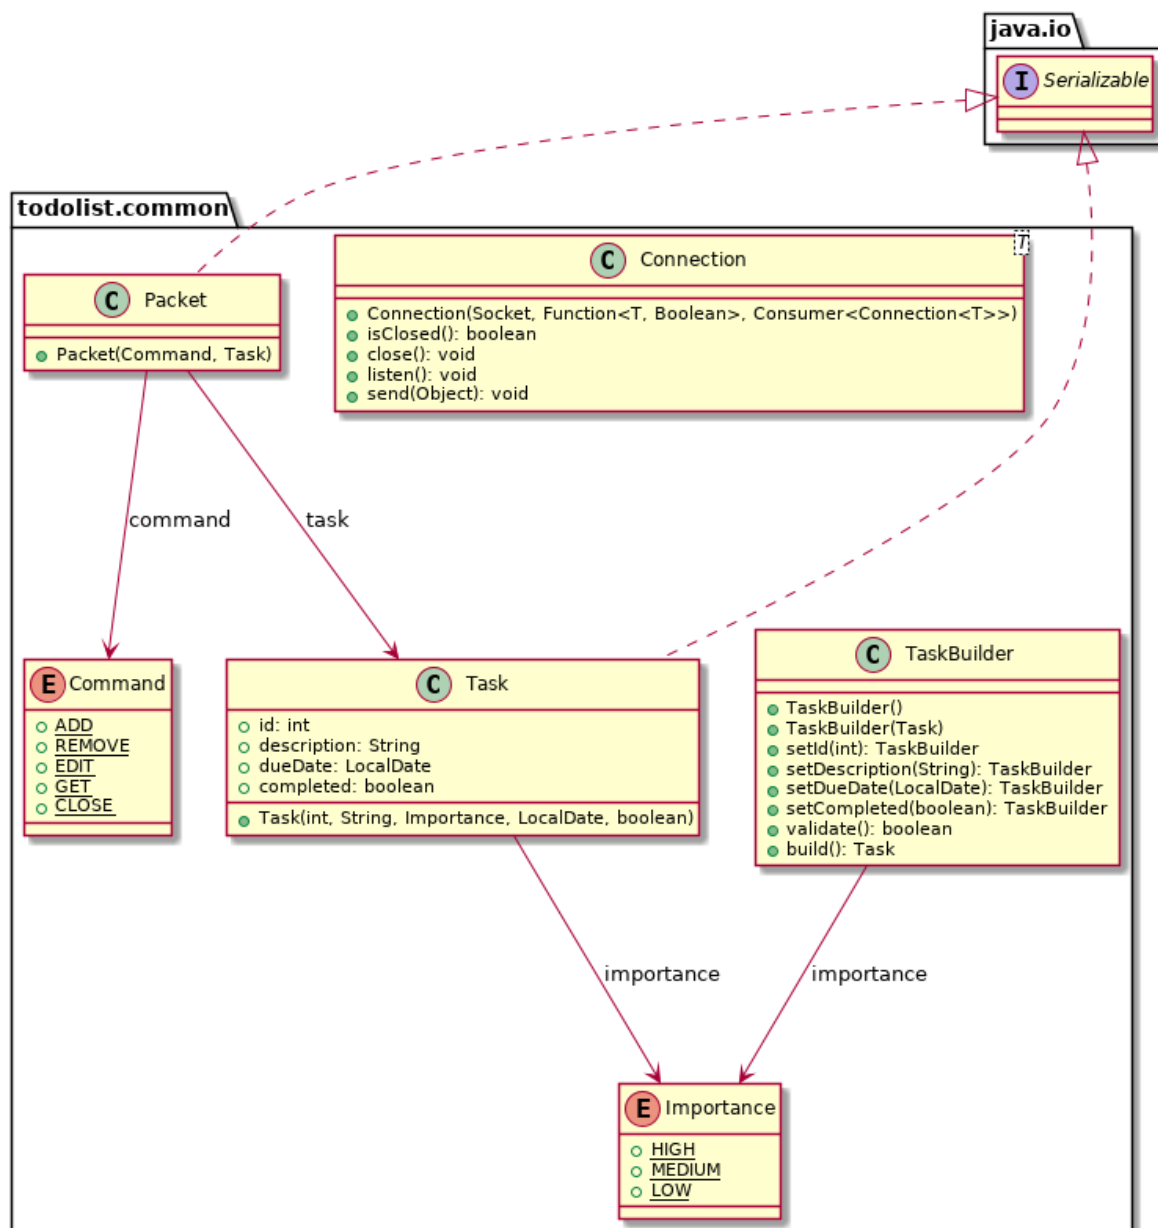 java.io
I Serializable
todolist.common
C Packet
Packet(Command, Task)
T
C Connection
Connection(Socket, Function<T, Boolean>, Consumer<Connection<T>>)
isClosed(): boolean
close(): void
listen(): void
send(Object): void
command
task
E Command
ADD
REMOVE
EDIT
GET
CLOSE
C Task
id: int
description: String
dueDate: LocalDate
completed: boolean
Task(int, String, Importance, LocalDate, boolean)
C TaskBuilder
TaskBuilder()
TaskBuilder(Task)
setId(int): TaskBuilder
setDescription(String): TaskBuilder
setDueDate(LocalDate): TaskBuilder
setCompleted(boolean): TaskBuilder
validate(): boolean
build(): Task
importance
importance
E Importance
HIGH
MEDIUM
LOW